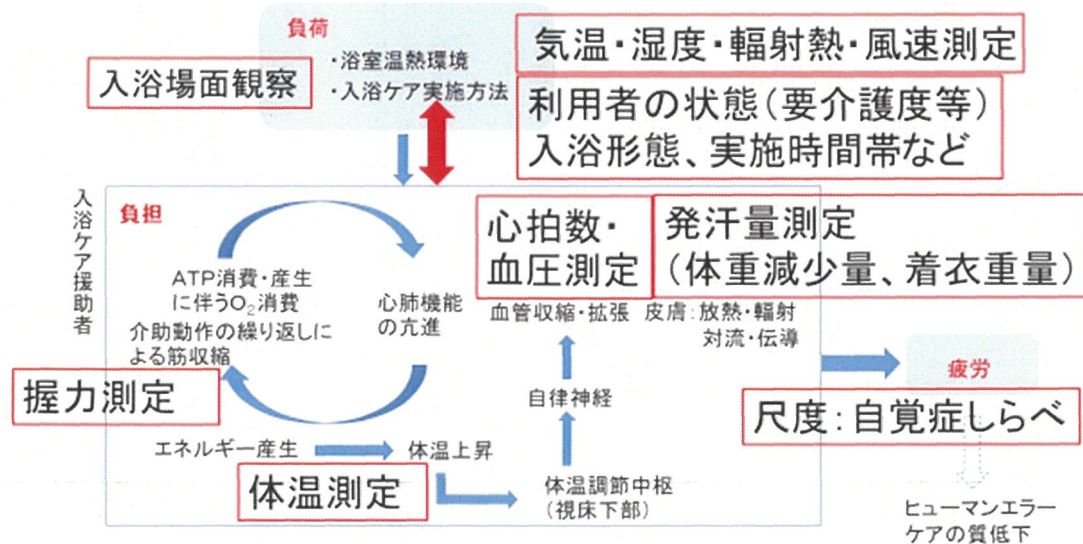 負荷
・浴室温熱環境
・入浴ケア実施方法
入浴場面観察
気温・湿度・輻射熱・風速測定
利用者の状態(要介護度等)
入浴形態、実施時間帯など
入浴ケア援助者
負担
ATP消費・産生
に伴うO₂消費
介助動作の繰り返しに
よる筋収縮
心肺機能
の亢進
心拍数・
血圧測定
発汗量測定
(体重減少量、着衣重量)
血管収縮・拡張
皮膚:放熱・輻射
対流・伝導
握力測定
自律神経
エネルギー産生
体温上昇
体温測定
体温調節中枢
(視床下部)
疲労
尺度:自覚症しらべ
ヒューマンエラー
ケアの質低下